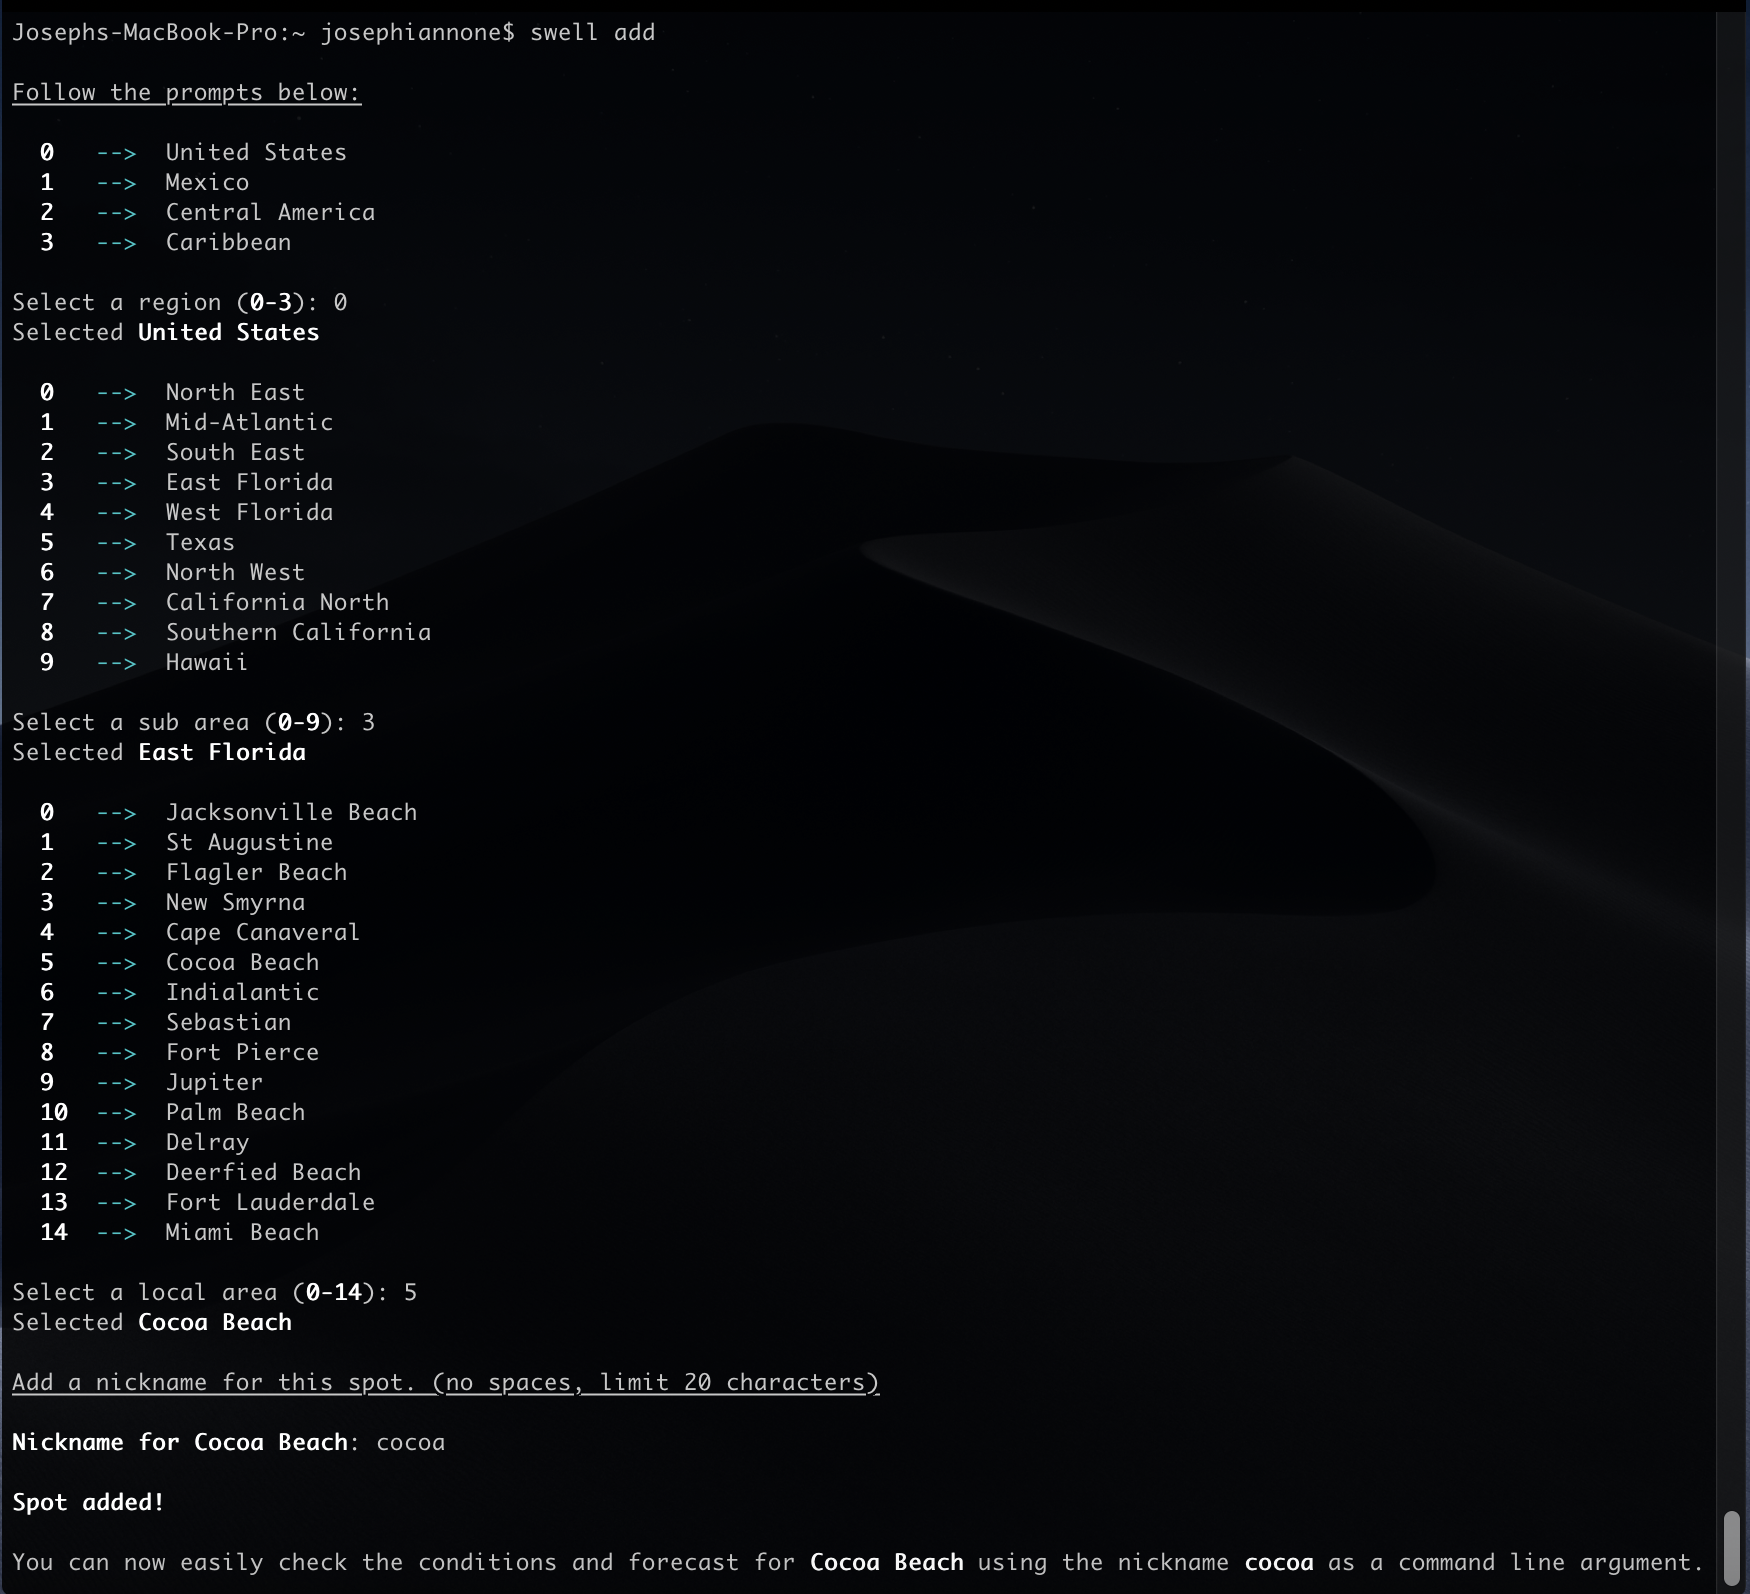 Josephs-MacBook-Pro:~ josephiannone$ swell add
Follow the prompts below:
0 --> United States
1 --> Mexico
2 --> Central America
3 --> Caribbean
Select a region (0-3): 0
Selected United States
0 --> North East
1 --> Mid-Atlantic
2 --> South East
3 --> East Florida
4 --> West Florida
5 --> Texas
6 --> North West
7 --> California North
8 --> Southern California
9 --> Hawaii
Select a sub area (0-9): 3
Selected East Florida
0 --> Jacksonville Beach
1 --> St Augustine
2 --> Flagler Beach
3 --> New Smyrna
4 --> Cape Canaveral
5 --> Cocoa Beach
6 --> Indialantic
7 --> Sebastian
8 --> Fort Pierce
9 --> Jupiter
10 --> Palm Beach
11 --> Delray
12 --> Deerfied Beach
13 --> Fort Lauderdale
14 --> Miami Beach
Select a local area (0-14): 5
Selected Cocoa Beach
Add a nickname for this spot. (no spaces, limit 20 characters)
Nickname for Cocoa Beach: cocoa
Spot added!
You can now easily check the conditions and forecast for Cocoa Beach using the nickname cocoa as a command line argument.